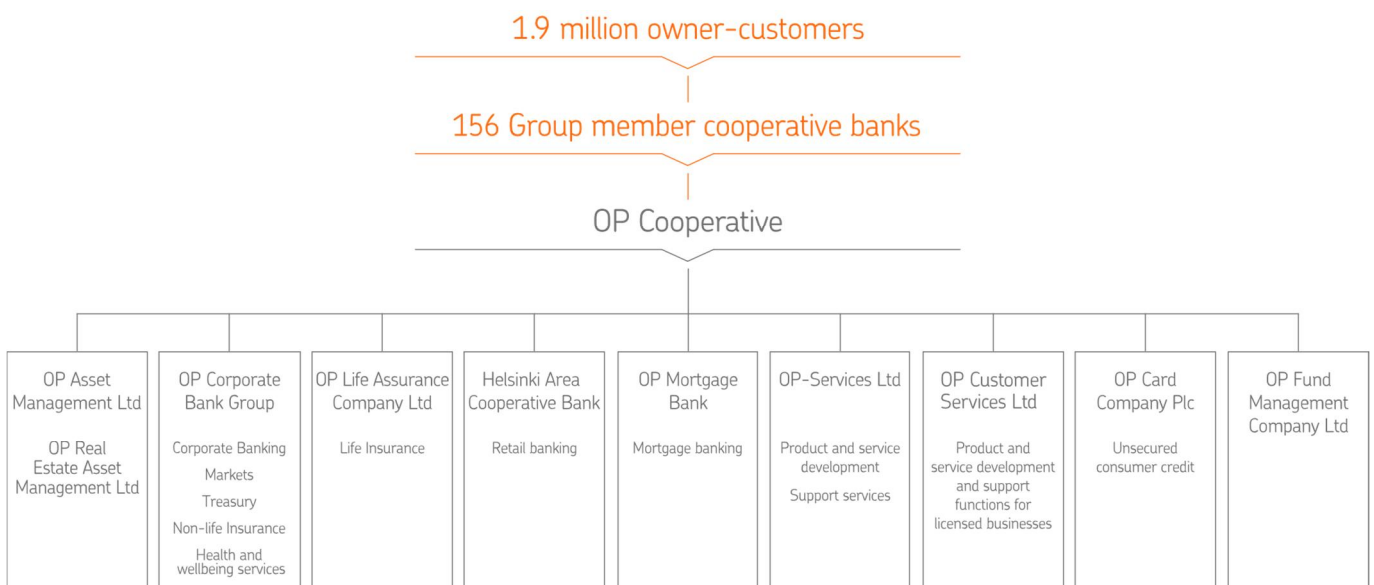 1.9 million owner-customers
156 Group member cooperative banks
OP Cooperative
OP Asset
Management Ltd
OP Real
Estate Asset
Management Ltd
OP Corporate
Bank Group
Corporate Banking
Markets
Treasury
Non-life Insurance
Health and
wellbeing services
OP Life Assurance
Company Ltd
Life Insurance
Helsinki Area
Cooperative Bank
Retail banking
OP Mortgage
Bank
Mortgage banking
OP-Services Ltd
Product and service
development
Support services
OP Customer
Services Ltd
Product and
service development
and support
functions for
licensed businesses
OP Card
Company Plc
Unsecured
consumer credit
OP Fund
Management
Company Ltd